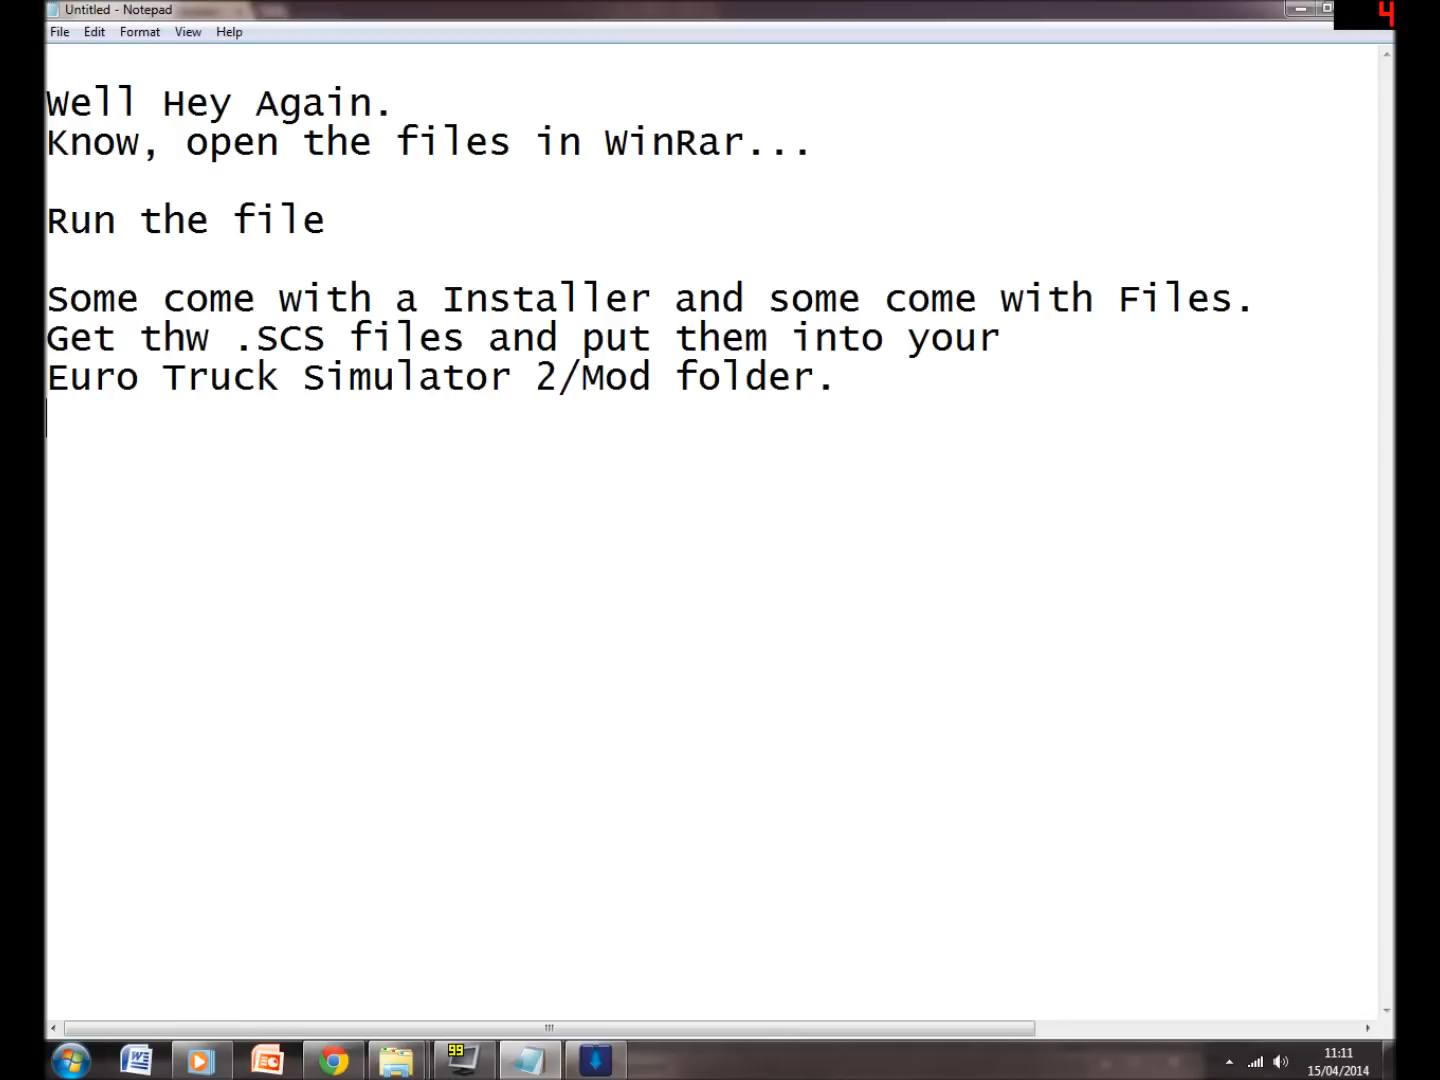 Untitled - Notepad
4
File Edit Format View Help
Well Hey Again.
Know, open the files in WinRar...
Run the file
Some come with a Installer and some come with Files.
Get thw .SCS files and put them into your
Euro Truck Simulator 2/Mod folder.
99
11:11
15/04/2014